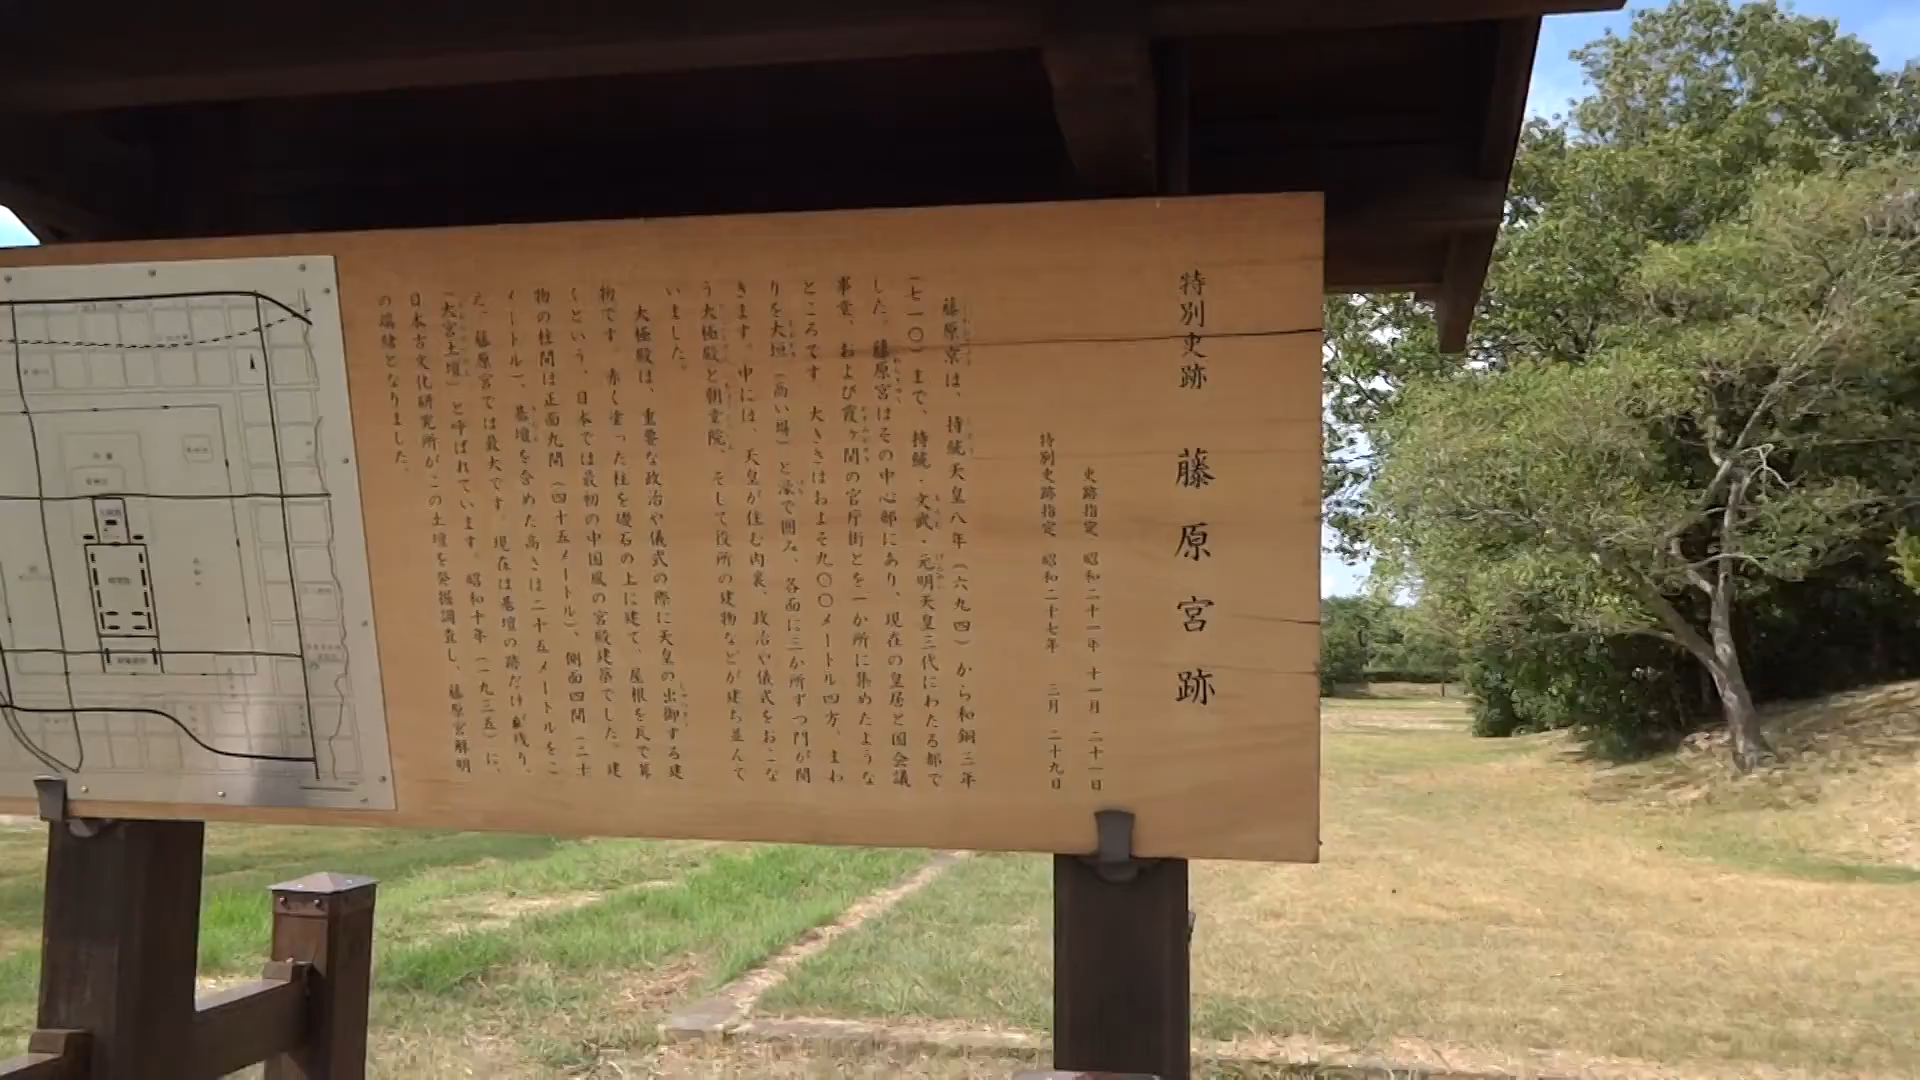 特別史跡 藤原宮跡
史跡指定 昭和二十一年 十一月 二十一日
特別史跡指定 昭和二十七年 三月 二十九日
藤原京は、持統天皇八年（六九四）から和銅三年
（七一〇）まで、持統・文武・元明天皇三代にわたる都で
した。藤原宮はその中心部にあり、現在の皇居と国会議
事堂、および霞ヶ関の官庁街とを一か所に集めたような
ところです。大きさはおよそ九〇〇メートル四方、まわ
りを大垣（高い塀）と濠で囲み、各面に三か所ずつ門が開
きます。中には、天皇が住む内裏、政治や儀式をおこな
う大極殿と朝堂院、そして役所の建物などが建ち並んで
いました。
大極殿は、重要な政治や儀式の際に天皇の出御する建
物です。赤く塗った柱を礎石の上に建て、屋根を瓦で葺
くという、日本では最初の中国風の宮殿建築でした。建
物の柱間は正面九間（四十五メートル）、側面四間（二十
メートル）、基壇を含めた高さは二十五メートルをこ
え、藤原宮では最大です。現在は基壇の跡だけが残り、
「大宮土壇」と呼ばれています。昭和十年（一九三五）に、
日本古文化研究所がこの土壇を発掘調査し、藤原宮解明
の端緒となりました。